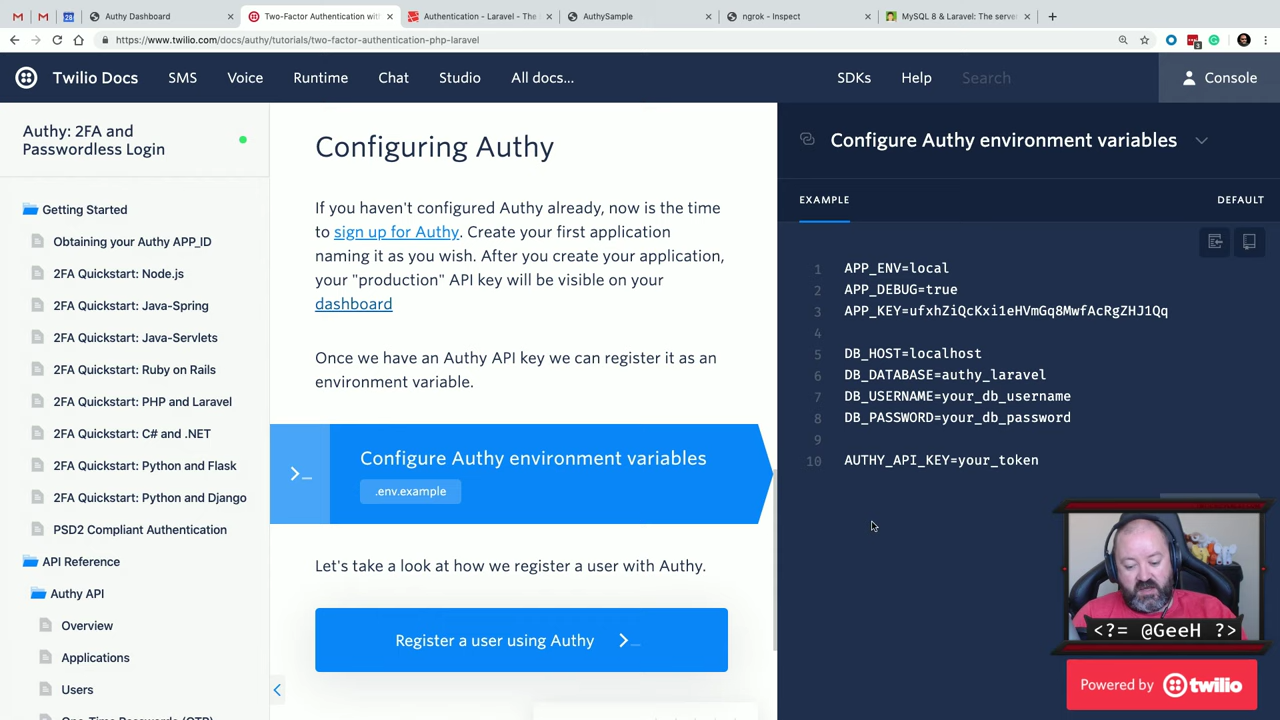 Authy Dashboard
Two-Factor Authentication with
Authentication - Laravel - The
AuthySample
ngrok - Inspect
MySQL 8 & Laravel: The serve
28
https://www.twilio.com/docs/authy/tutorials/two-factor-authentication-php-laravel
3
Twilio Docs
SMS
Voice
Runtime
Chat
Studio
All docs...
SDKs
Help
Search
Console
Authy: 2FA and
Passwordless Login
Getting Started
Obtaining your Authy APP_ID
2FA Quickstart: Node.js
2FA Quickstart: Java-Spring
2FA Quickstart: Java-Servlets
2FA Quickstart: Ruby on Rails
2FA Quickstart: PHP and Laravel
2FA Quickstart: C# and .NET
2FA Quickstart: Python and Flask
2FA Quickstart: Python and Django
PSD2 Compliant Authentication
API Reference
Authy API
Overview
Applications
Users
One-Time Passwords (OTP)
Configuring Authy
If you haven't configured Authy already, now is the time
to sign up for Authy. Create your first application
naming it as you wish. After you create your application,
your "production" API key will be visible on your
dashboard
Once we have an Authy API key we can register it as an
environment variable.
Configure Authy environment variables
.env.example
Let's take a look at how we register a user with Authy.
Register a user using Authy
Configure Authy environment variables
EXAMPLE
DEFAULT
1 APP_ENV=local
2 APP_DEBUG=true
3 APP_KEY=ufxhZiQcKxi1eHVmGq8MwfAcRgZHJ1Qq
4
5 DB_HOST=localhost
6 DB_DATABASE=authy_laravel
7 DB_USERNAME=your_db_username
8 DB_PASSWORD=your_db_password
9
10 AUTHY_API_KEY=your_token
<?= @GeeH ?>
Powered by twilio